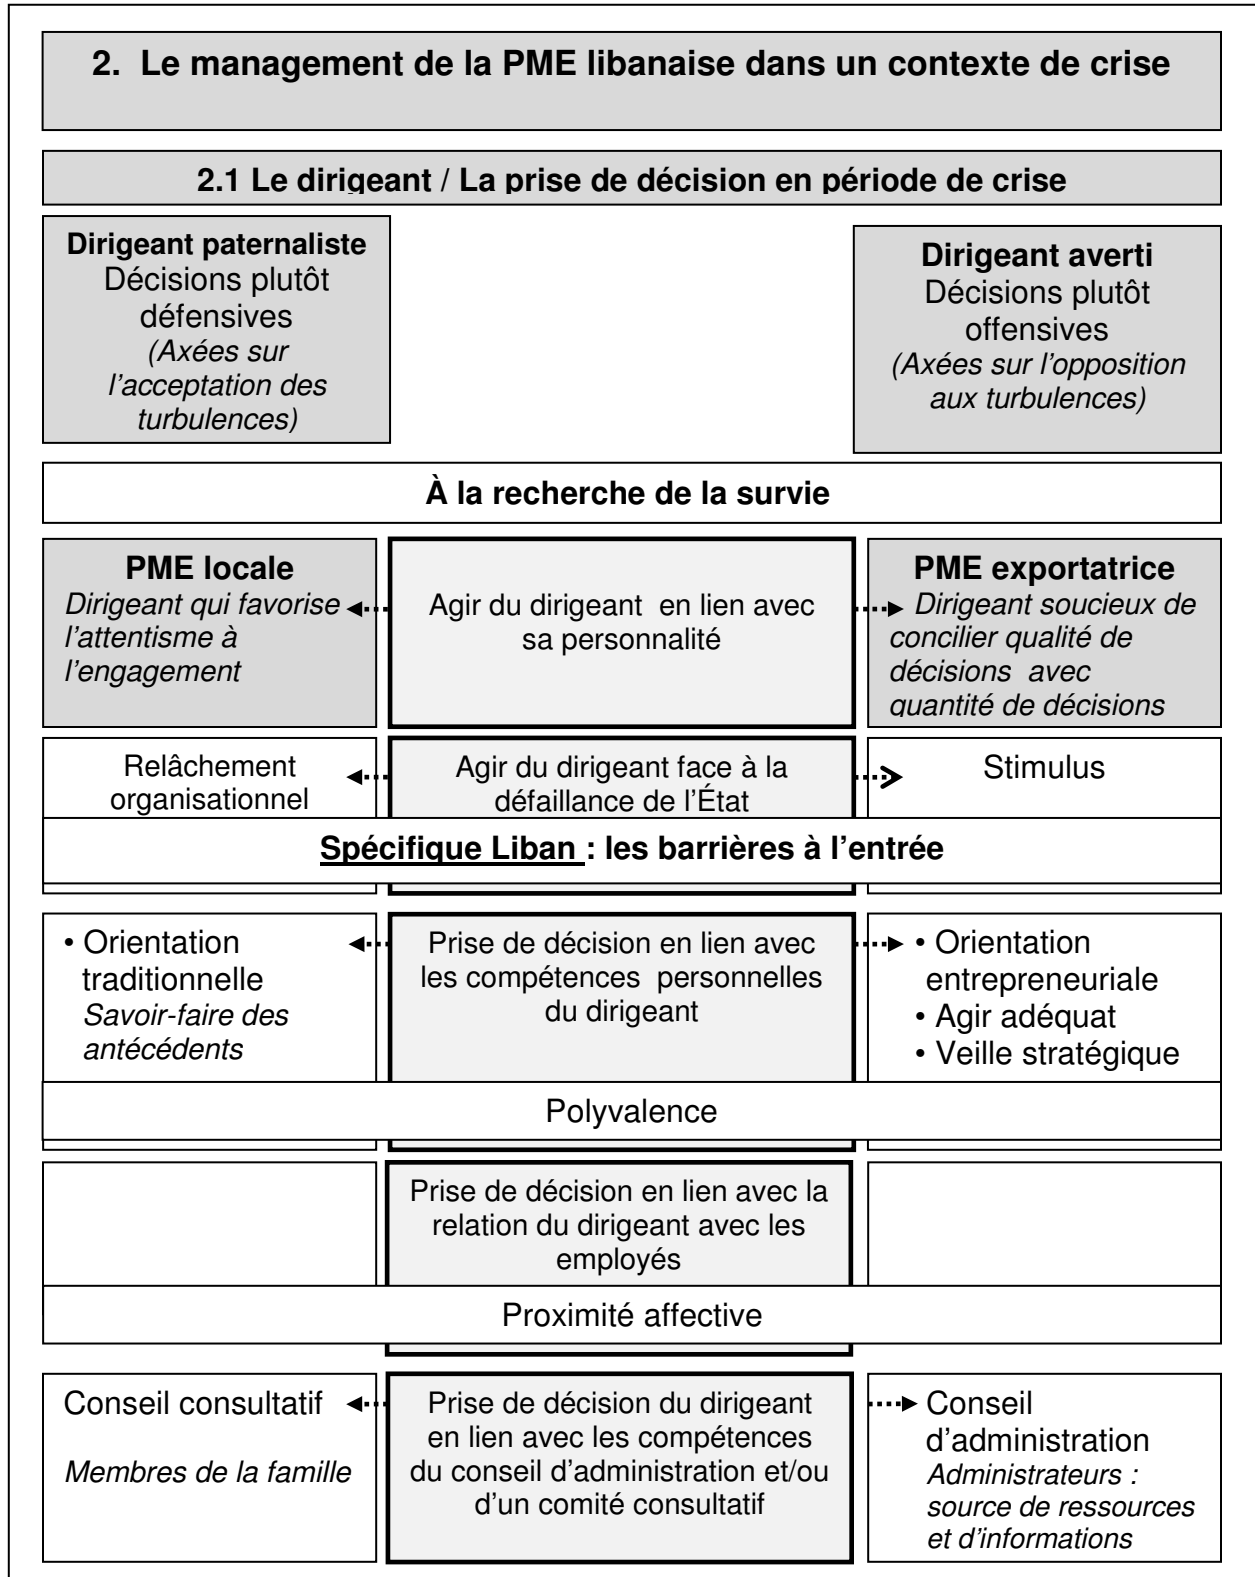 2. Le management de la PME libanaise dans un contexte de crise
2.1 Le dirigeant / La prise de décision en période de crise
Dirigeant paternaliste
Décisions plutôt
défensives
(Axées sur
l'acceptation des
turbulences)
Dirigeant averti
Décisions plutôt
offensives
(Axées sur l'opposition
aux turbulences)
À la recherche de la survie
PME locale
Dirigeant qui favorise
l'attentisme à
l'engagement
Agir du dirigeant en lien avec
sa personnalité
PME exportatrice
Dirigeant soucieux de
concilier qualité de
décisions avec
quantité de décisions
Relâchement
organisationnel
Agir du dirigeant face à la
défaillance de l'État
Stimulus
Spécifique Liban : les barrières à l'entrée
• Orientation
traditionnelle
Savoir-faire des
antécédents
Prise de décision en lien avec
les compétences personnelles
du dirigeant
• Orientation
entrepreneuriale
• Agir adéquat
• Veille stratégique
Polyvalence
Prise de décision en lien avec la
relation du dirigeant avec les
employés
Proximité affective
Conseil consultatif
Membres de la famille
Prise de décision du dirigeant
en lien avec les compétences
du conseil d'administration et/ou
d'un comité consultatif
Conseil
d'administration
Administrateurs :
source de ressources
et d'informations